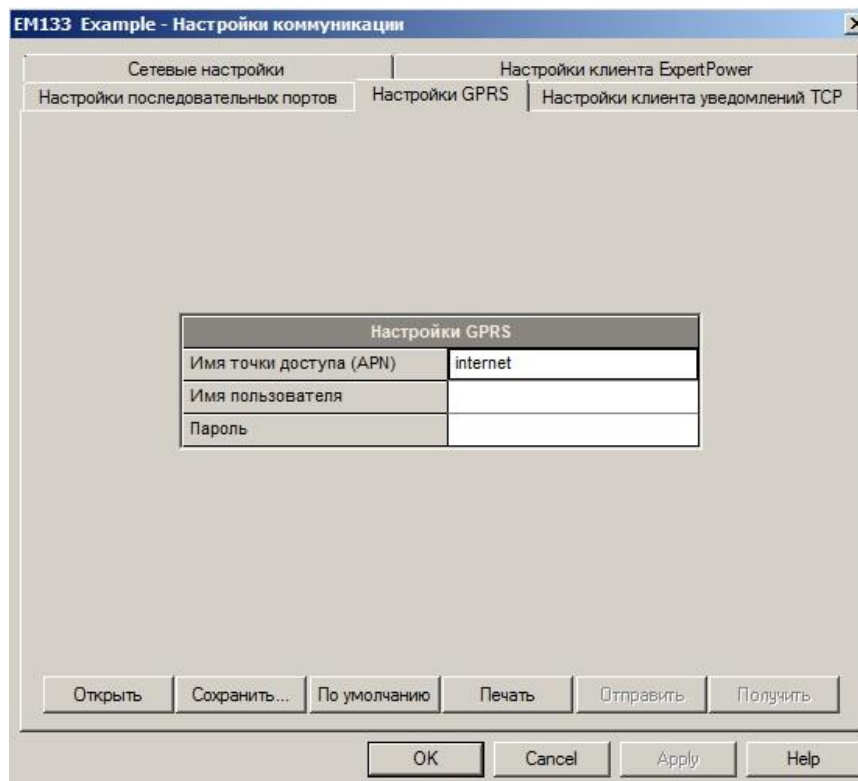 EM133 Example - Настройки коммуникации
Сетевые настройки
Настройки клиента ExpertPower
Настройки последовательных портов
Настройки GPRS
Настройки клиента уведомлений TCP
Настройки GPRS
Имя точки доступа (APN)
internet
Имя пользователя
Пароль
Открыть
Сохранить...
По умолчанию
Печать
Отправить
Получить
OK
Cancel
Apply
Help